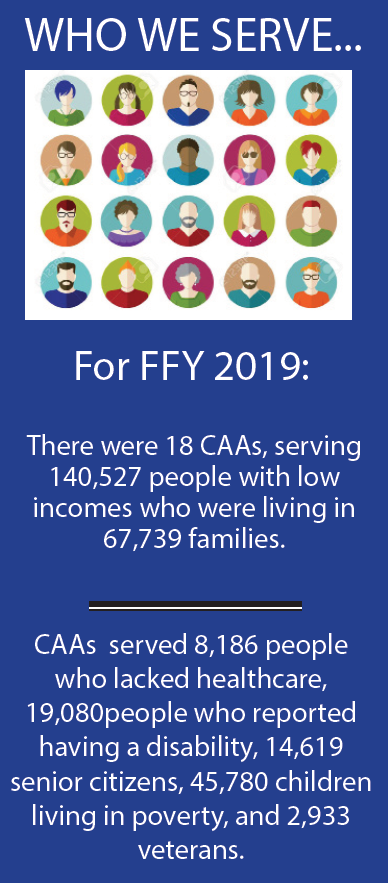 WHO WE SERVE...
For FFY 2019:
There were 18 CAAs, serving
140,527 people with low
incomes who were living in
67,739 families.
CAAs  served 8,186 people
who lacked healthcare,
19,080people who reported
having a disability, 14,619
senior citizens, 45,780 children
living in poverty, and 2,933
veterans.